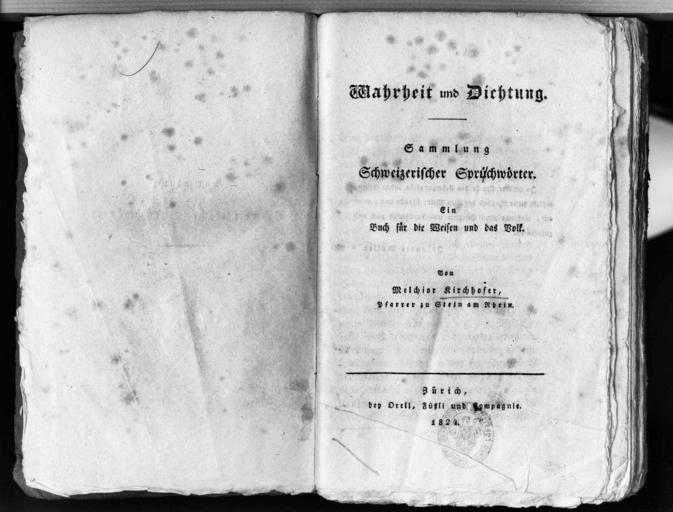 Wahrheit und Dichtung.
Sammlung
Schweizerischer Sprüchwörter.
Ein
Buch für die Weisen und das Volk.
Von
Melchior Kirchhofer,
Pfarrer zu Stein am Rhein.
Zürich,
bey Orell, Füßli und Compagnie.
1824.